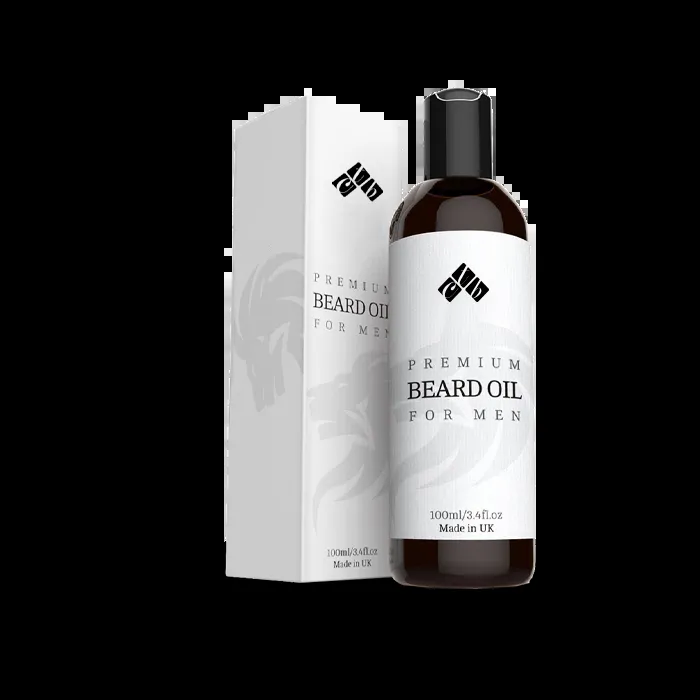 PREMIUM
BEARD OIL
FOR MEN
100ml/3.4fl.oz
Made in UK
PREMIUM
BEARD OIL
FOR MEN
100ml/3.4fl.oz
Made in UK